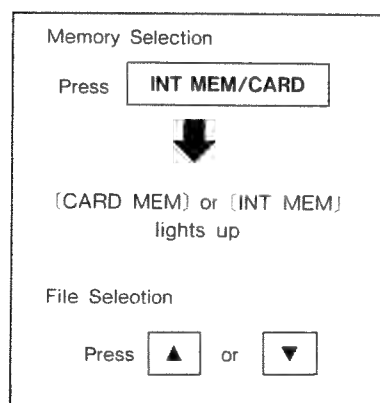 Memory Selection
Press INT MEM/CARD
[CARD MEM] or [INT MEM]
lights up
File Seleotion
Press ▲ or ▼